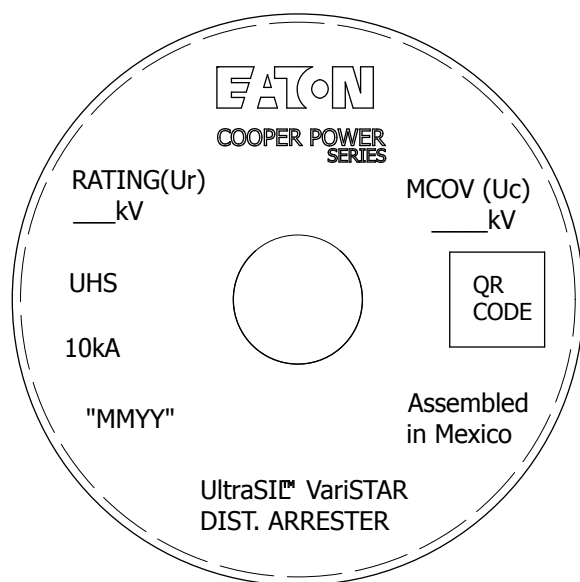 EATON
COOPER POWER
SERIES
RATING(Ur)
___kV
MCOV (Uc)
____kV
UHS
QR
CODE
10kA
"MMYY"
Assembled
in Mexico
UltraSIL™ VariSTAR
DIST. ARRESTER